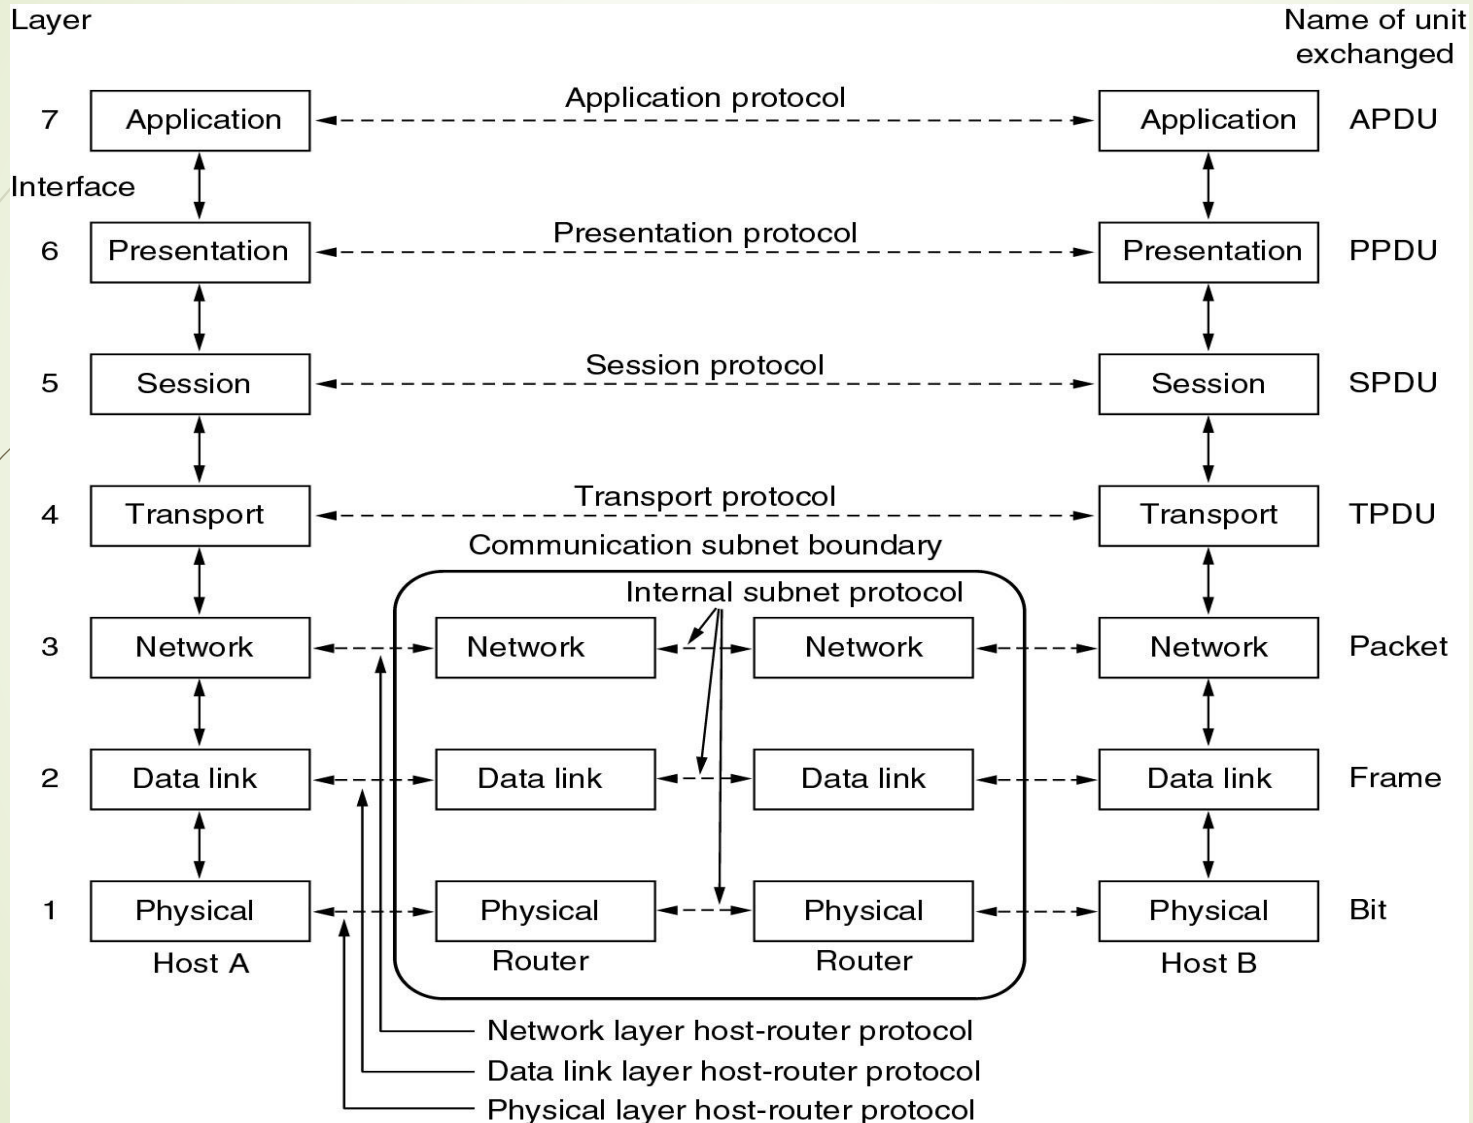 Layer
Name of unit
exchanged
Application protocol
7 Application Application APDU
Interface
Presentation protocol
6 Presentation Presentation PPDU
Session protocol
5 Session Session SPDU
Transport protocol
4 Transport Transport TPDU
Communication subnet boundary
Internal subnet protocol
3 Network Network Network Network Packet
2 Data link Data link Data link Data link Frame
1 Physical Physical Physical Physical Bit
Host A Router Router Host B
Network layer host-router protocol
Data link layer host-router protocol
Physical layer host-router protocol